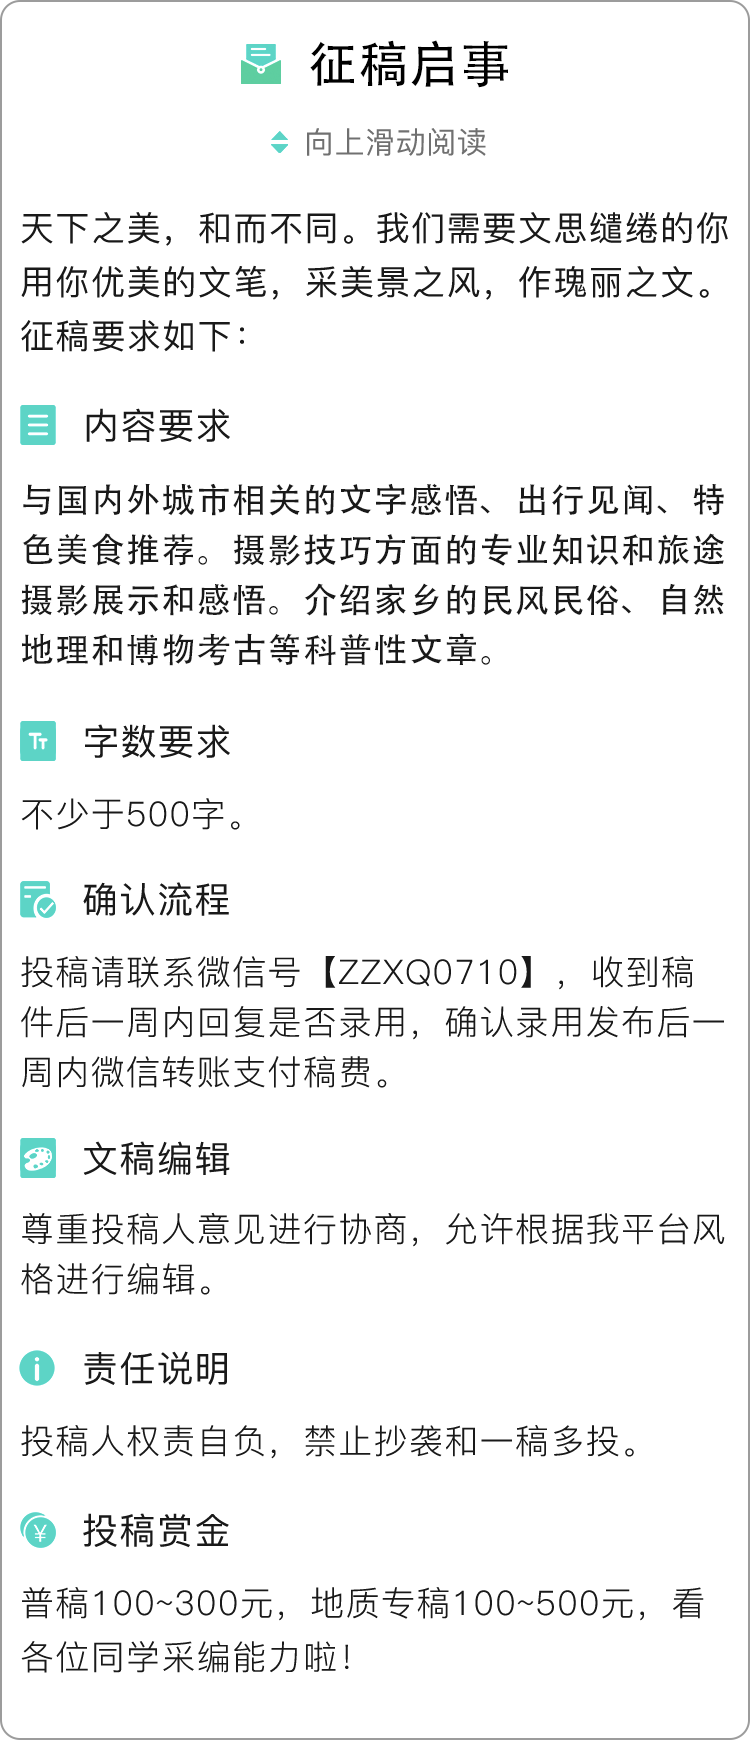 征稿启事
向上滑动阅读
天下之美，和而不同。我们需要文思缱绻的你
用你优美的文笔，采美景之风，作瑰丽之文。
征稿要求如下：
内容要求
与国内外城市相关的文字感悟、出行见闻、特
色美食推荐。摄影技巧方面的专业知识和旅途
摄影展示和感悟。介绍家乡的民风民俗、自然
地理和博物考古等科普性文章。
Tт 字数要求
不少于500字。
确认流程
投稿请联系微信号【ZZXQ0710】，收到稿
件后一周内回复是否录用，确认录用发布后一
周内微信转账支付稿费。
文稿编辑
尊重投稿人意见进行协商，允许根据我平台风
格进行编辑。
责任说明
投稿人权责自负，禁止抄袭和一稿多投。
¥ 投稿赏金
普稿100~300元，地质专稿100~500元，看
各位同学采编能力啦！